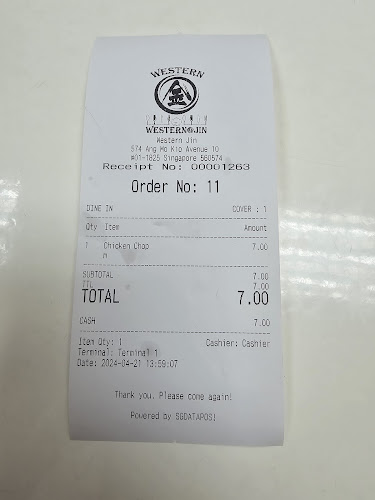 WESTERN
金
WESTERN@JIN
Western Jin
574 Ang Mo Kio Avenue 10
#01-1825 Singapore 560574
Receipt No: 00001263
Order No: 11
DINE IN COVER : 1
Qty Item Amount
1 Chicken Chop 7.00
m
SUBTOTAL 7.00
TTL 7.00
TOTAL 7.00
CASH 7.00
Item Qty: 1 Cashier: Cashier
Terminal: Terminal 1
Date: 2024-04-21 13:59:07
Thank you. Please come again!
Powered by SGDATAPOS!